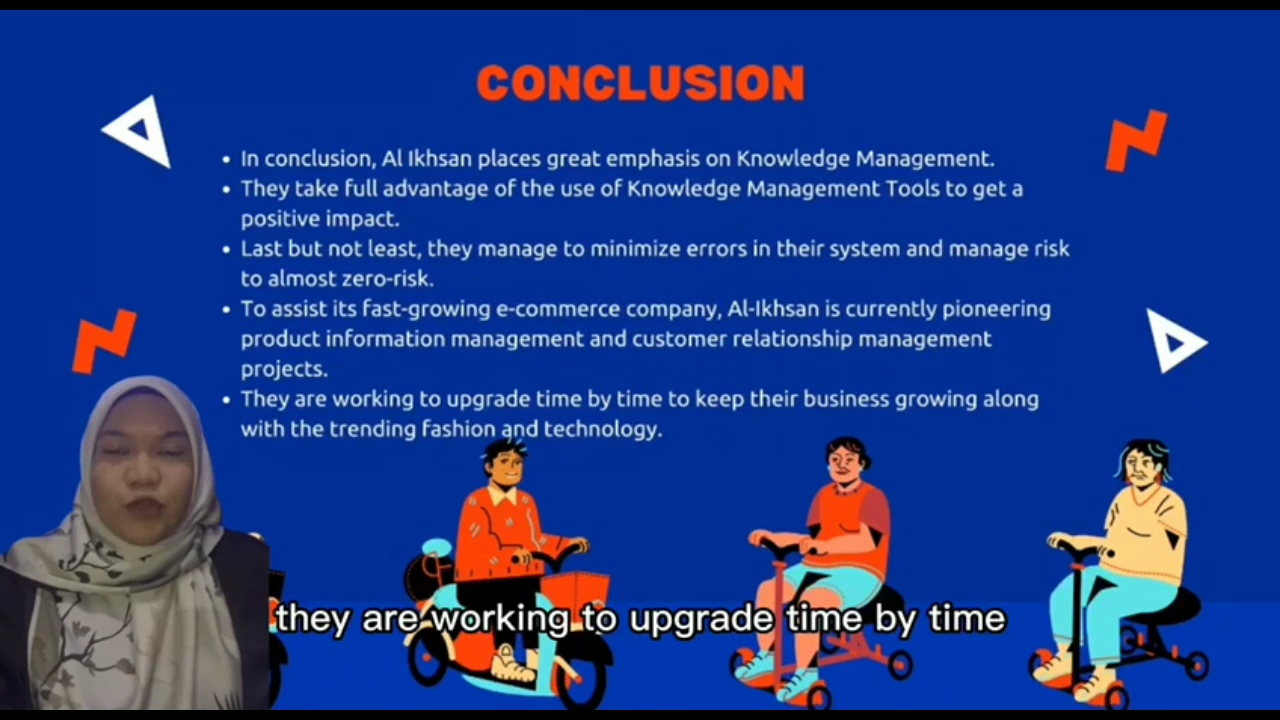 CONCLUSION
• In conclusion, Al Ikhsan places great emphasis on Knowledge Management.
• They take full advantage of the use of Knowledge Management Tools to get a
positive impact.
• Last but not least, they manage to minimize errors in their system and manage risk
to almost zero-risk.
• To assist its fast-growing e-commerce company, Al-Ikhsan is currently pioneering
product information management and customer relationship management
projects.
• They are working to upgrade time by time to keep their business growing along
with the trending fashion and technology.
they are working to upgrade time by time